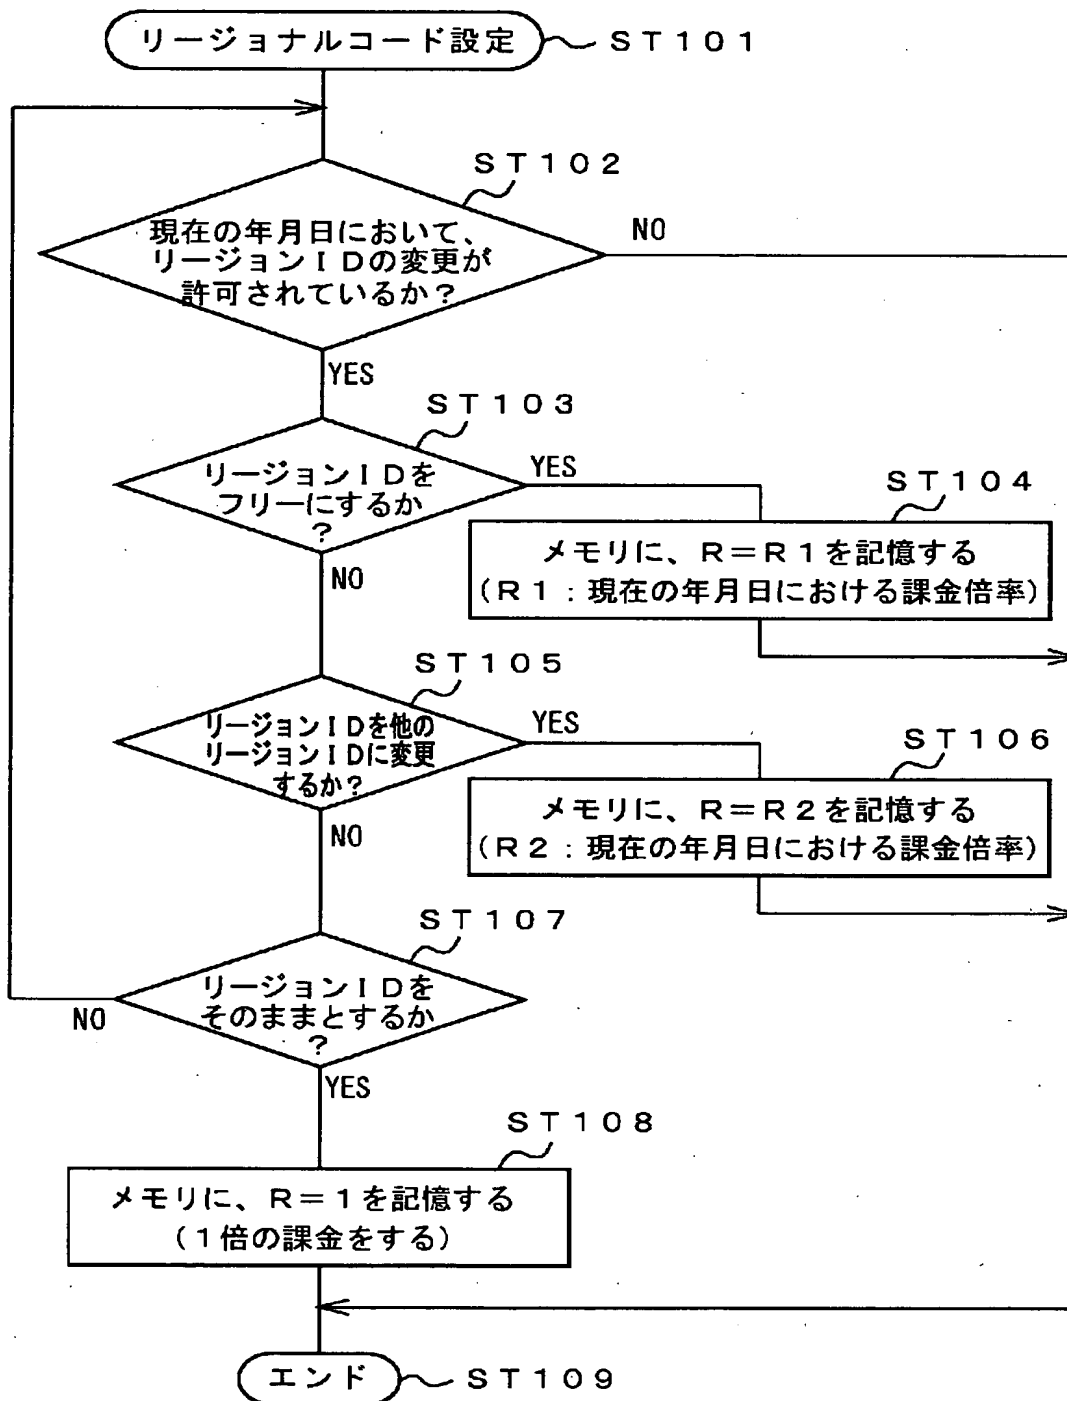 リージョナルコード設定
ST101
ST102
現在の年月日において、
リージョンIDの変更が
許可されているか?
NO
YES
ST103
リージョンIDを
フリーにするか
?
YES
NO
ST104
メモリに、R=R1を記憶する
(R1:現在の年月日における課金倍率)
ST105
リージョンIDを他の
リージョンIDに変更
するか?
YES
NO
ST106
メモリに、R=R2を記憶する
(R2:現在の年月日における課金倍率)
ST107
リージョンIDを
そのままとするか
?
NO
YES
ST108
メモリに、R=1を記憶する
(1倍の課金をする)
エンド
ST109